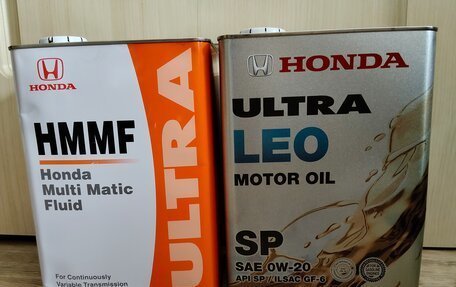 HONDA
HMMF
Honda
Multi Matic
Fluid
For Continuously
Variable Transmission
ULTRA
HONDA
ULTRA
LEO
MOTOR OIL
SP
SAE 0W-20
API SP/ILSAC GF-6